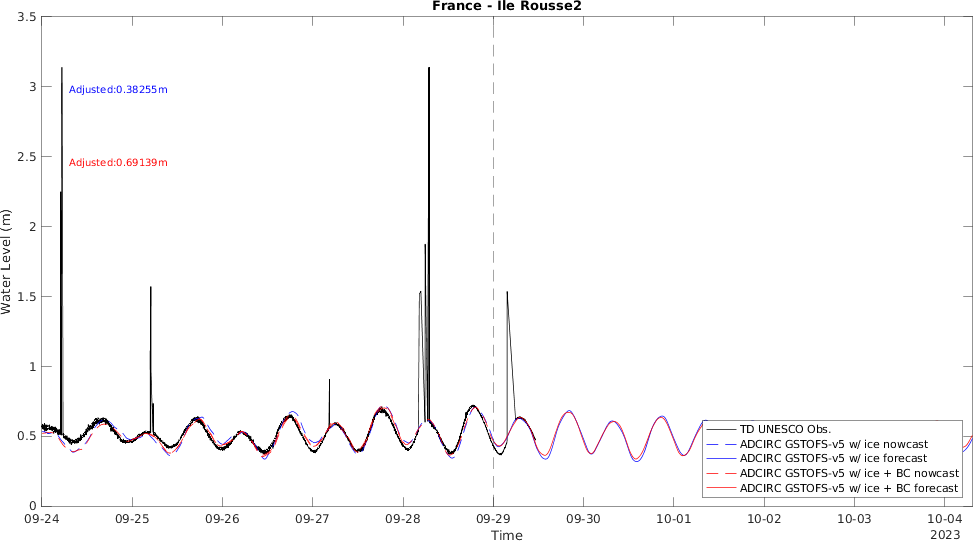 France - Ile Rousse2
3.5
3
2.5
2
1.5
1
0.5
0
Water Level (m)
Adjusted:0.38255m
Adjusted:0.69139m
TD UNESCO Obs.
ADCIRC GSTOFS-v5 w/ ice nowcast
ADCIRC GSTOFS-v5 w/ ice forecast
ADCIRC GSTOFS-v5 w/ ice + BC nowcast
ADCIRC GSTOFS-v5 w/ ice + BC forecast
09-24 09-25 09-26 09-27 09-28 09-29 09-30 10-01 10-02 10-03 10-04
Time
2023